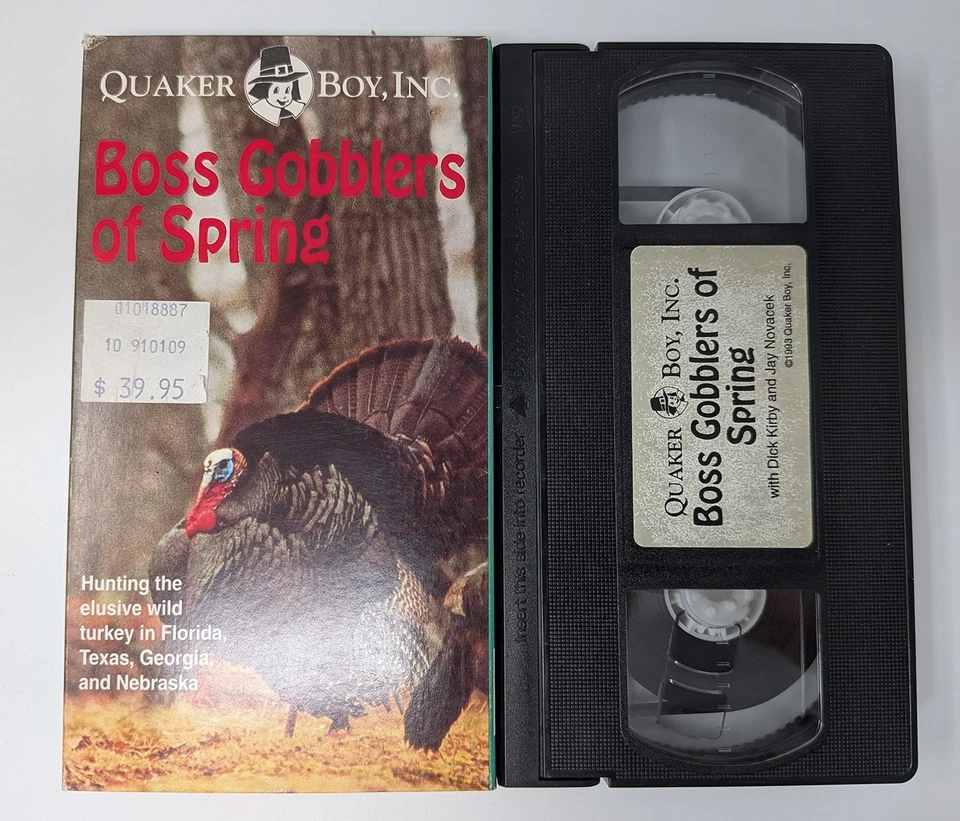 QUAKER BOY, INC.
Boss Gobblers
of Spring
01018887
10 910109
$ 39.95
Hunting the
elusive wild
turkey in Florida,
Texas, Georgia,
and Nebraska
Insert this side into recorder
QUAKER BOY, INC.
Boss Gobblers of
Spring
with Dick Kirby and Jay Novacek
©1993 Quaker Boy, Inc.